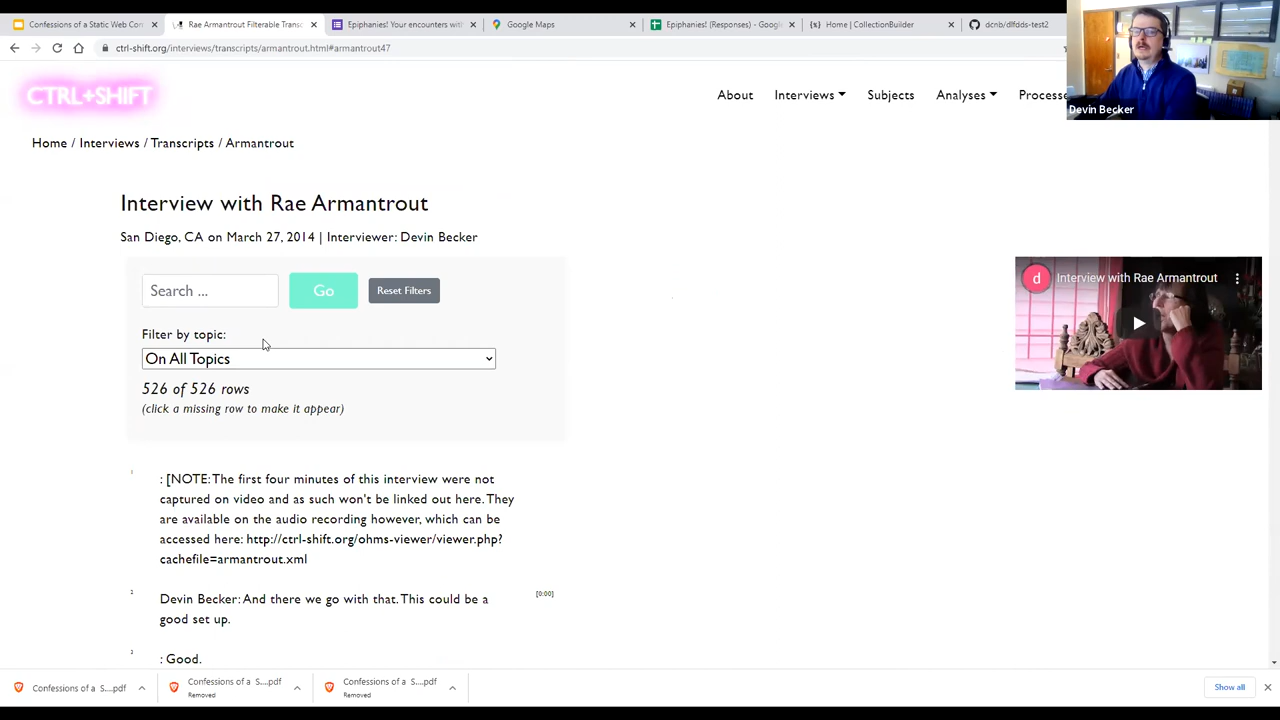 Confessions of a Static Web Con
Rae Armantrout Filterable Transc
Epiphanies! Your encounters wit
Google Maps
Epiphanies! (Responses) - Googl
Home | CollectionBuilder
dcnb/dlfdds-test2
ctrl-shift.org/interviews/transcripts/armantrout.html#armantrout47
Devin Becker
CTRL+SHIFT
About
Interviews
Subjects
Analyses
Processe
Home / Interviews / Transcripts / Armantrout
Interview with Rae Armantrout
San Diego, CA on March 27, 2014 | Interviewer: Devin Becker
Search ...
Go
Reset Filters
d
Interview with Rae Armantrout
Filter by topic:
On All Topics
526 of 526 rows
(click a missing row to make it appear)
1
: [NOTE: The first four minutes of this interview were not
captured on video and as such won't be linked out here. They
are available on the audio recording however, which can be
accessed here: http://ctrl-shift.org/ohms-viewer/viewer.php?
cachefile=armantrout.xml
2
Devin Becker: And there we go with that. This could be a
good set up.
[0:00]
3
: Good.
Confessions of a S....pdf
Confessions of a S....pdf
Removed
Confessions of a S....pdf
Removed
Show all